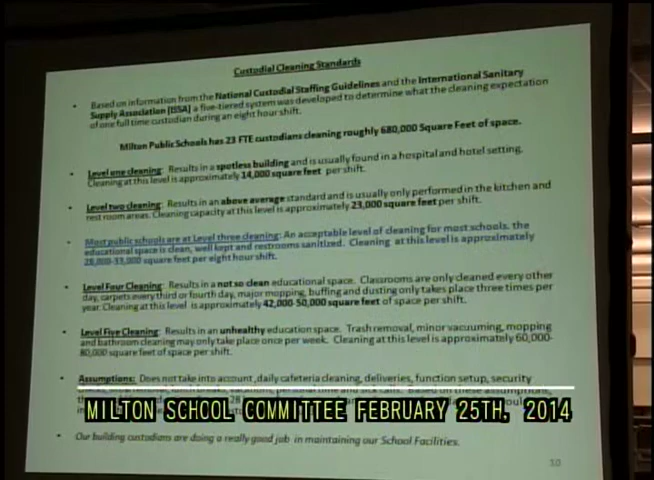 Custodial Cleaning Standards
Based on information from the National Custodial Staffing Guidelines and the International Sanitary
Supply Association [ISSA] a five-tiered system was developed to determine what the cleaning expectation
of one full time custodian during an eight hour shift.
Milton Public Schools has 23 FTE custodians cleaning roughly 680,000 Square Feet of space.
Level one cleaning: Results in a spotless building and is usually found in a hospital and hotel setting.
Cleaning at this level is approximately 14,000 square feet per shift.
Level two cleaning: Results in an above average standard and is usually only performed in the kitchen and
rest room areas. Cleaning capacity at this level is approximately 23,000 square feet per shift.
Most public schools are at Level three cleaning: An acceptable level of cleaning for most schools. the
educational space is clean, well kept and restrooms sanitized. Cleaning at this level is approximately
28,000-33,000 square feet per eight hour shift.
Level Four Cleaning: Results in a not so clean educational space. Classrooms are only cleaned every other
day, carpets every third or fourth day, major mopping, buffing and dusting only takes place three times per
year. Cleaning at this level is approximately 42,000-50,000 square feet of space per shift.
Level Five Cleaning: Results in an unhealthy education space. Trash removal, minor vacuuming, mopping
and bathroom cleaning may only take place once per week. Cleaning at this level is approximately 60,000-
80,000 square feet of space per shift.
Assumptions: Does not take into account, daily cafeteria cleaning, deliveries, function setup, security
MILTON SCHOOL COMMITTEE FEBRUARY 25TH, 2014
Our building custodians are doing a really good job in maintaining our School Facilities.
10